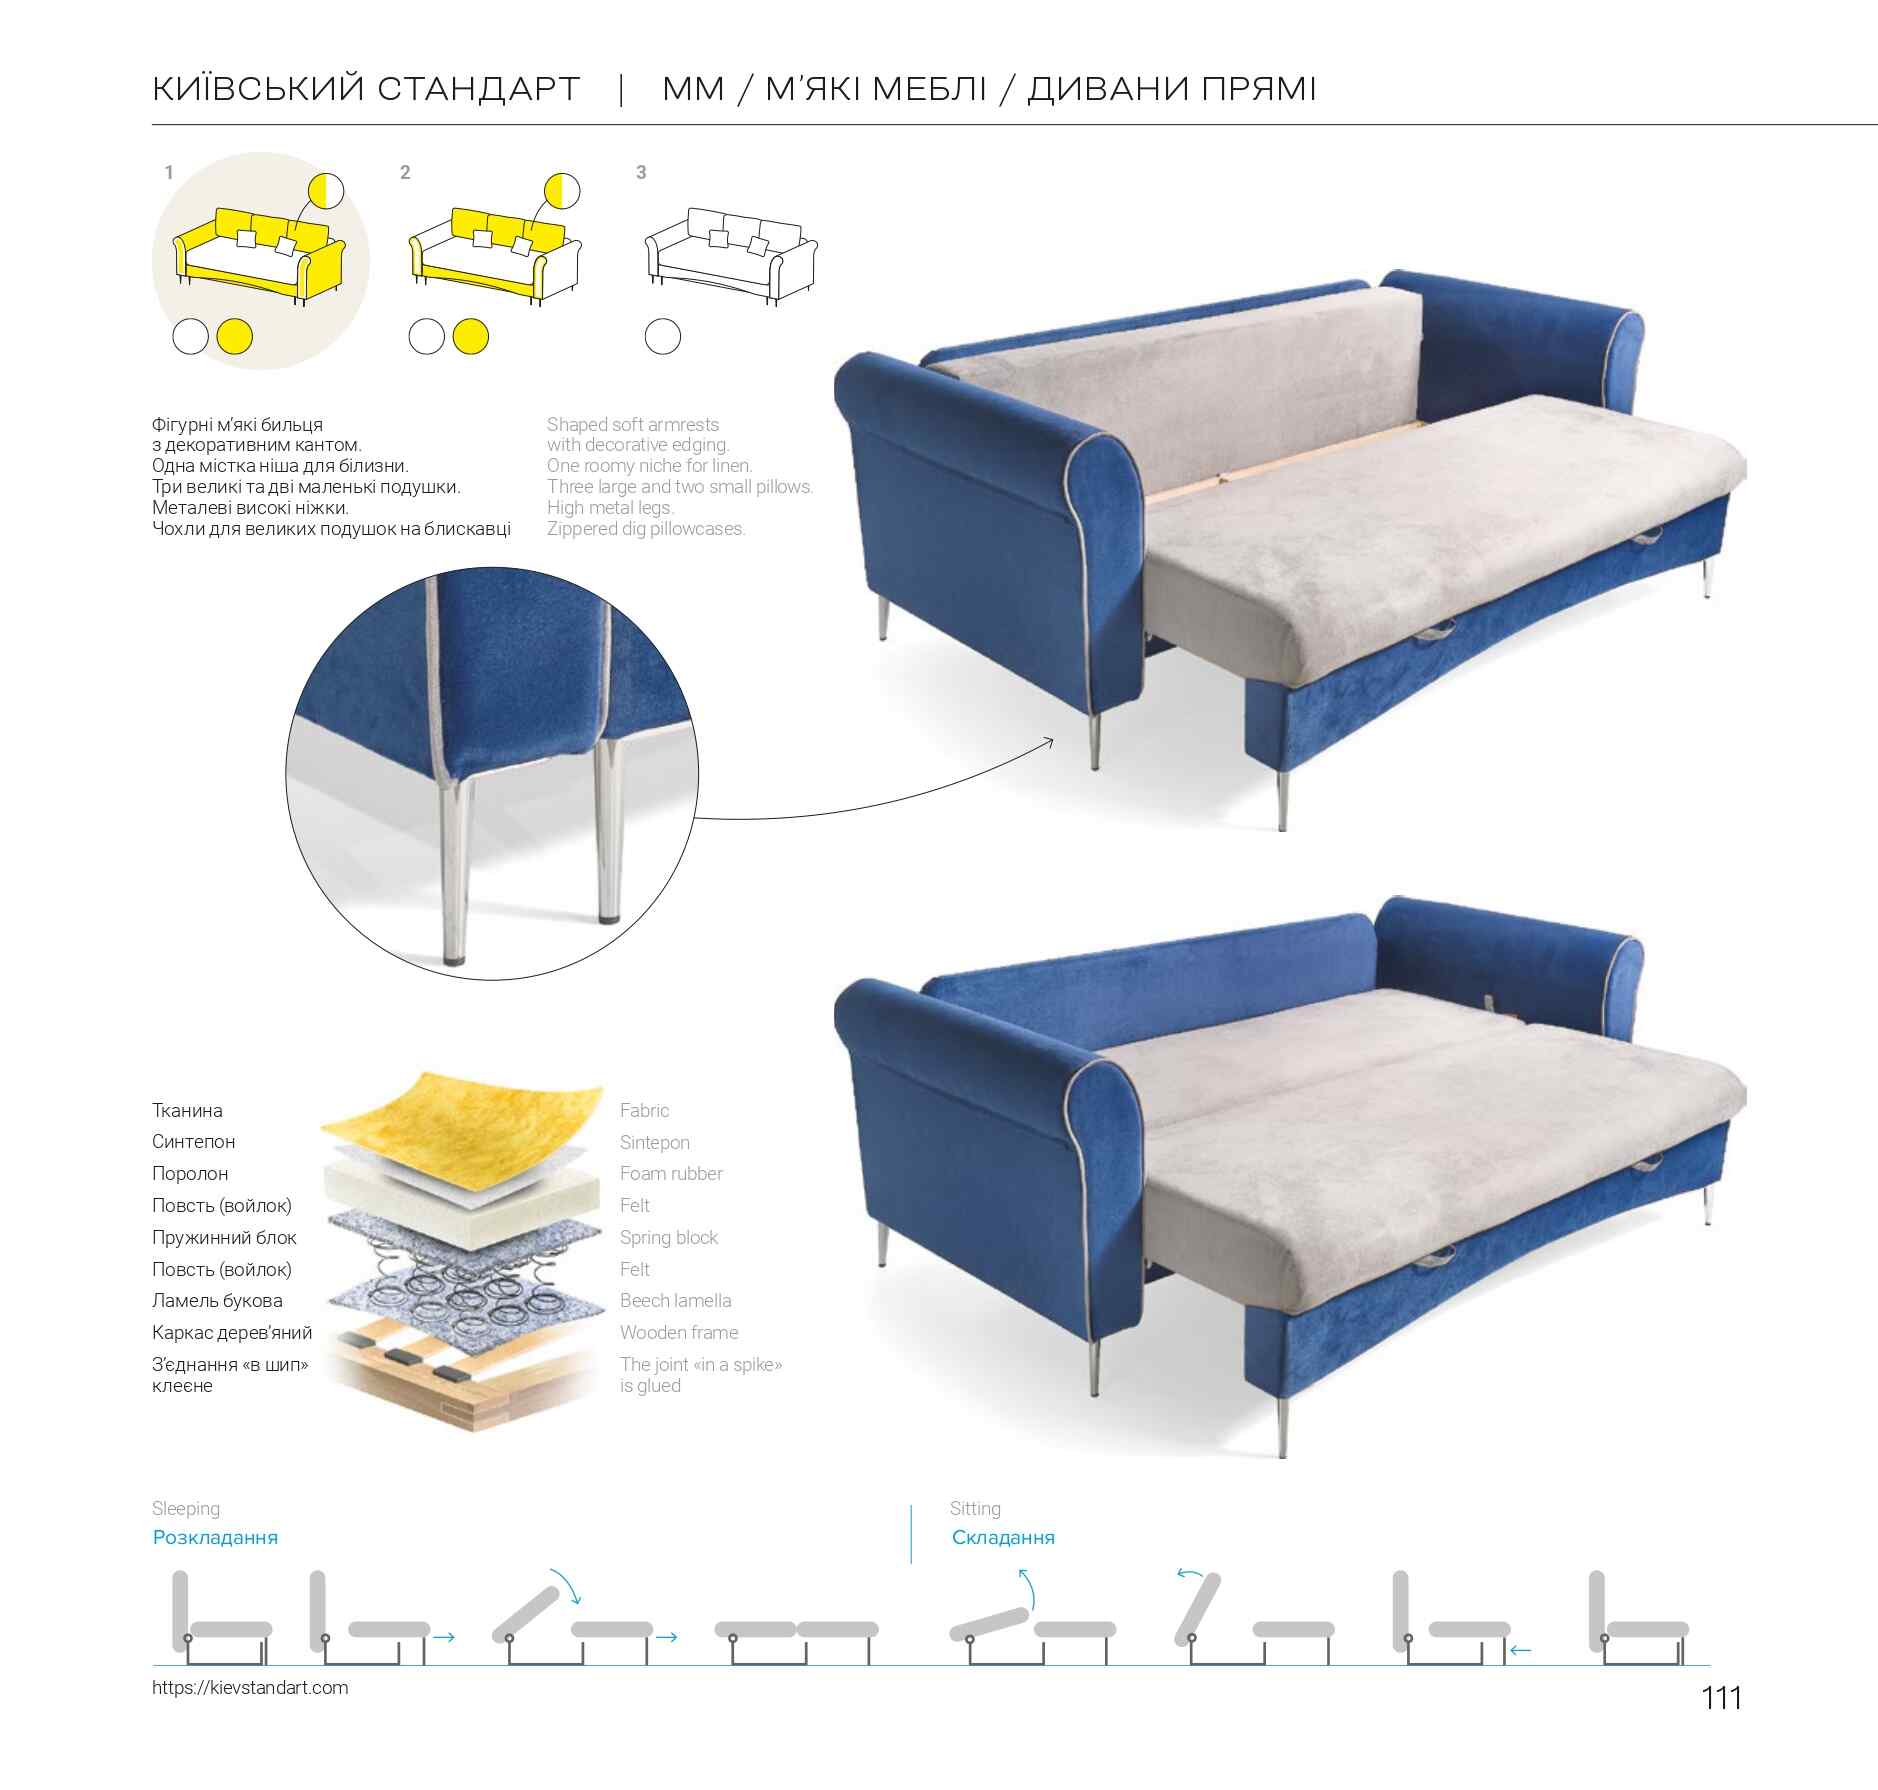 КИЇВСЬКИЙ СТАНДАРТ | ММ / М’ЯКІ МЕБЛІ / ДИВАНИ ПРЯМІ
1
2
3
Фігурні м’які бильця
з декоративним кантом.
Одна містка ніша для білизни.
Три великі та дві маленькі подушки.
Металеві високі ніжки.
Чохли для великих подушок на блискавці
Shaped soft armrests
with decorative edging.
One roomy niche for linen.
Three large and two small pillows.
High metal legs.
Zippered dig pillowcases.
Тканина
Синтепон
Поролон
Повсть (войлок)
Пружинний блок
Повсть (войлок)
Ламель букова
Каркас дерев’яний
З’єднання «в шип»
клеєне
Fabric
Sintepon
Foam rubber
Felt
Spring block
Felt
Beech lamella
Wooden frame
The joint «in a spike»
is glued
Sleeping
Розкладання
Sitting
Складання
https://kievstandart.com
111